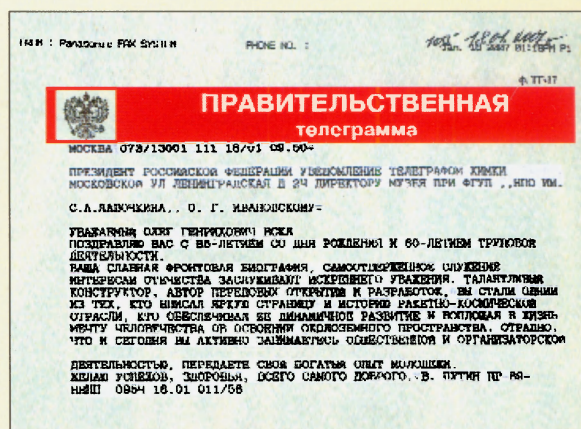 : Panasonic FAX SYSTEM PHONE NO. : Jan. 18 2007 01:18PM P1
ф. ТГ-17
ПРАВИТЕЛЬСТВЕННАЯ
телеграмма
МОСКВА 073/13001 111 18/01 09.50=
ПРЕЗИДЕНТ РОССИЙСКОЙ ФЕДЕРАЦИИ УВЕДОМЛЕНИЕ ТЕЛЕГРАФОМ ХИМКИ
МОСКОВСКОЙ УЛ ЛЕНИНГРАДСКАЯ Д 24 ДИРЕКТОРУ МУЗЕЯ ПРИ ФГУП ,,НПО ИМ.
С.А.ЛАВОЧКИНА,, О. Г. ИВАНОВСКОМУ=
УВАЖАЕМЫЙ ОЛЕГ ГЕНРИХОВИЧ ВСКЛ
ПОЗДРАВЛЯЮ ВАС С 85-ЛЕТИЕМ СО ДНЯ РОЖДЕНИЯ И 60-ЛЕТИЕМ ТРУДОВОЙ
ДЕЯТЕЛЬНОСТИ.
ВАША СЛАВНАЯ ФРОНТОВАЯ БИОГРАФИЯ, САМООТВЕРЖЕННОЕ СЛУЖЕНИЕ
ИНТЕРЕСАМ ОТЕЧЕСТВА ЗАСЛУЖИВАЮТ ИСКРЕННЕГО УВАЖЕНИЯ. ТАЛАНТЛИВЫЙ
КОНСТРУКТОР, АВТОР ПЕРЕДОВЫХ ОТКРЫТИЙ И РАЗРАБОТОК, ВЫ СТАЛИ ОДНИМ
ИЗ ТЕХ, КТО ВПИСАЛ ЯРКУЮ СТРАНИЦУ В ИСТОРИЮ РАКЕТНО-КОСМИЧЕСКОЙ
ОТРАСЛИ, КТО ОБЕСПЕЧИВАЛ ЕЕ ДИНАМИЧНОЕ РАЗВИТИЕ И ВОПЛОЩАЛ В ЖИЗНЬ
МЕЧТУ ЧЕЛОВЕЧЕСТВА ОБ ОСВОЕНИИ ОКОЛОЗЕМНОГО ПРОСТРАНСТВА. ОТРАДНО,
ЧТО И СЕГОДНЯ ВЫ АКТИВНО ЗАНИМАЕТЕСЬ ОБЩЕСТВЕННОЙ И ОРГАНИЗАТОРСКОЙ
ДЕЯТЕЛЬНОСТЬЮ, ПЕРЕДАЕТЕ СВОЙ БОГАТЫЙ ОПЫТ МОЛОДЕЖИ.
ЖЕЛАЮ УСПЕХОВ, ЗДОРОВЬЯ, ВСЕГО САМОГО ДОБРОГО. В. ПУТИН ПР ВЯ-
НННН 0954 18.01 011/58